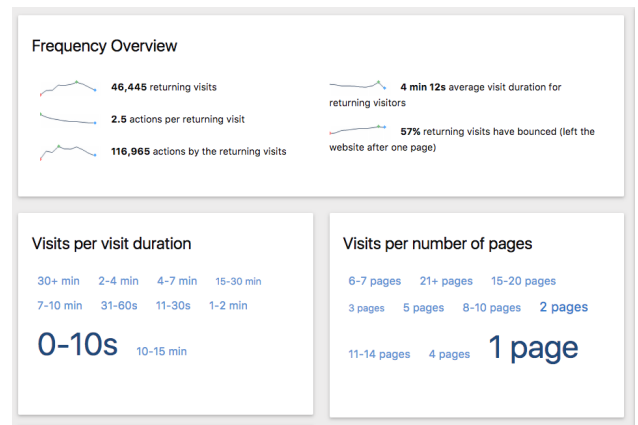 Frequency Overview
46,445 returning visits
2.5 actions per returning visit
116,965 actions by the returning visits
4 min 12s average visit duration for
returning visitors
57% returning visits have bounced (left the
website after one page)
Visits per visit duration
30+ min 2-4 min 4-7 min 15-30 min
7-10 min 31-60s 11-30s 1-2 min
0-10s 10-15 min
Visits per number of pages
6-7 pages 21+ pages 15-20 pages
3 pages 5 pages 8-10 pages 2 pages
11-14 pages 4 pages 1 page